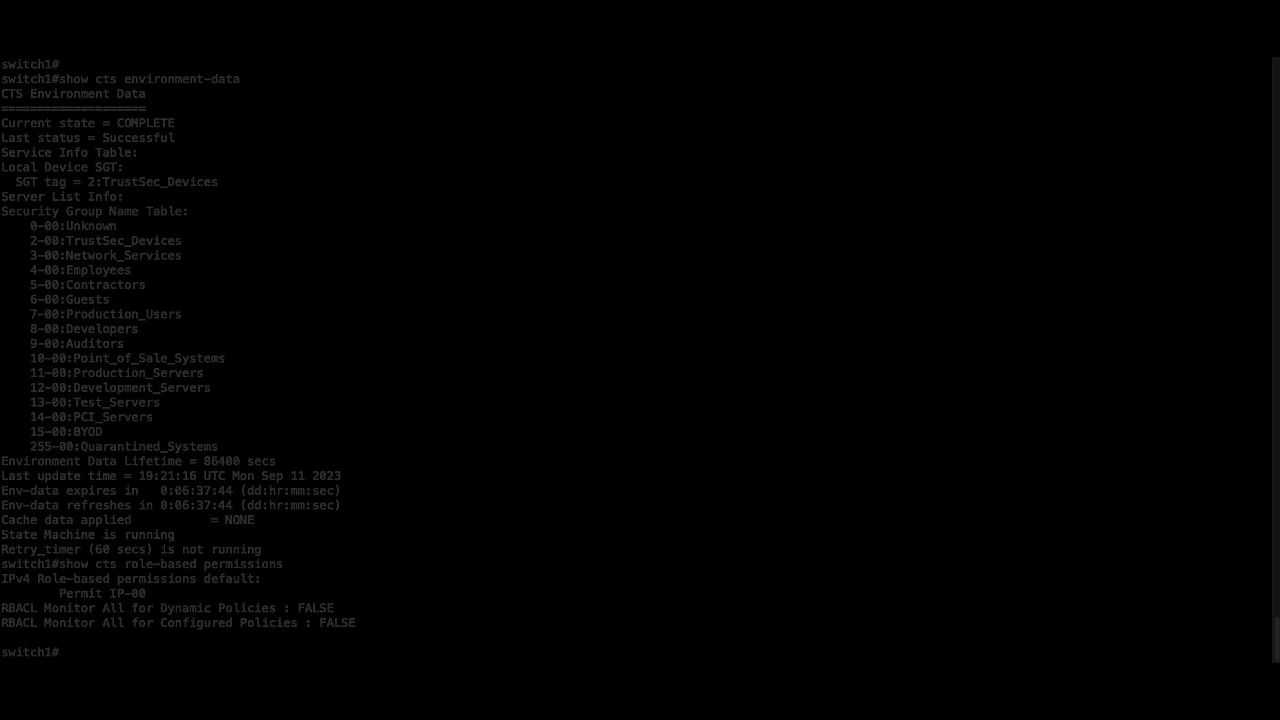 switch1#
switch1#show cts environment-data
CTS Environment Data
====================
Current state = COMPLETE
Last status = Successful
Service Info Table:
Local Device SGT:
  SGT tag = 2:TrustSec_Devices
Server List Info:
Security Group Name Table:
    0-00:Unknown
    2-00:TrustSec_Devices
    3-00:Network_Services
    4-00:Employees
    5-00:Contractors
    6-00:Guests
    7-00:Production_Users
    8-00:Developers
    9-00:Auditors
    10-00:Point_of_Sale_Systems
    11-00:Production_Servers
    12-00:Development_Servers
    13-00:Test_Servers
    14-00:PCI_Servers
    15-00:BYOD
    255-00:Quarantined_Systems
Environment Data Lifetime = 86400 secs
Last update time = 19:21:16 UTC Mon Sep 11 2023
Env-data expires in   0:06:37:44 (dd:hr:mm:sec)
Env-data refreshes in 0:06:37:44 (dd:hr:mm:sec)
Cache data applied           = NONE
State Machine is running
Retry_timer (60 secs) is not running
switch1#show cts role-based permissions
IPv4 Role-based permissions default:
        Permit IP-00
RBACL Monitor All for Dynamic Policies : FALSE
RBACL Monitor All for Configured Policies : FALSE
switch1#